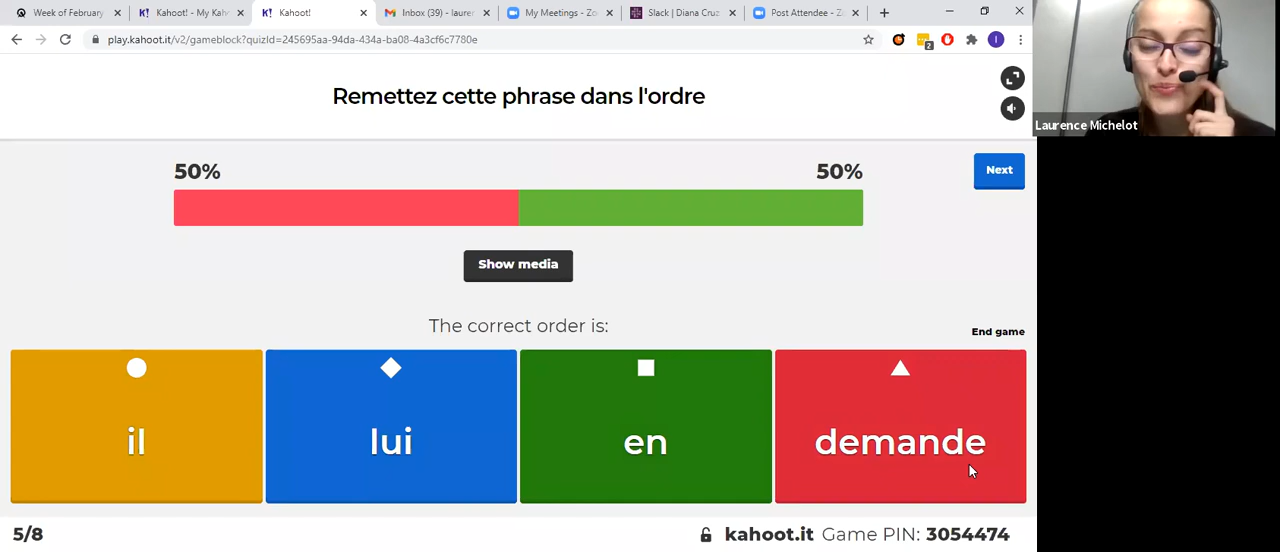 Week of February
Kahoot! - My Kah
Kahoot!
Inbox (39) - laurer
My Meetings - Zo
Slack | Diana Cruz
Post Attendee - Z
play.kahoot.it/v2/gameblock?quizId=245695aa-94da-434a-ba08-4a3cf6c7780e
2
I
Remettez cette phrase dans l'ordre
Laurence Michelot
50%
50%
Next
Show media
The correct order is:
End game
il
lui
en
demande
5/8
kahoot.it Game PIN: 3054474